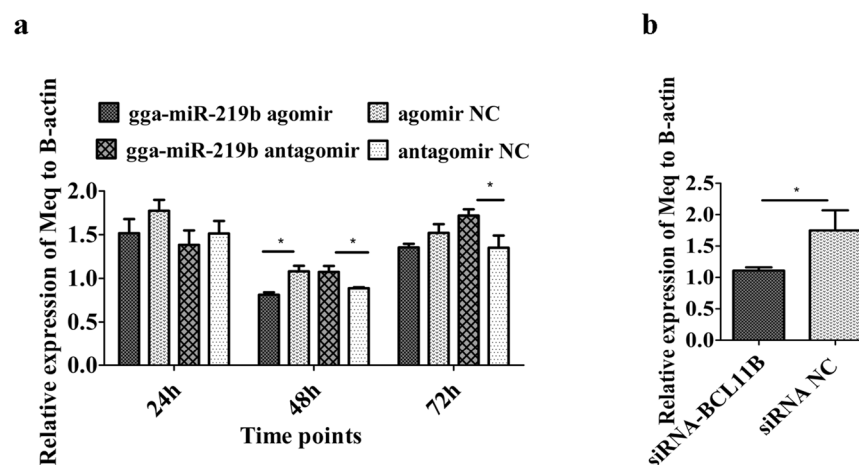 a
b
Relative expression of Meq to B-actin
gga-miR-219b agomir
agomir NC
gga-miR-219b antagomir
antagomir NC
2.0
1.5
1.0
0.5
0.0
*
*
*
24h
48h
72h
Time points
Relative expression of Meq to B-actin
2.5
2.0
1.5
1.0
0.5
0.0
*
siRNA-BCL11B
siRNA NC